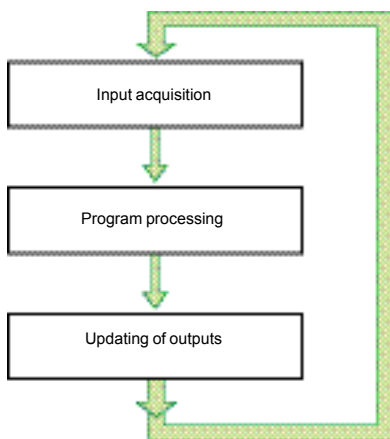 Input acquisition
Program processing
Updating of outputs